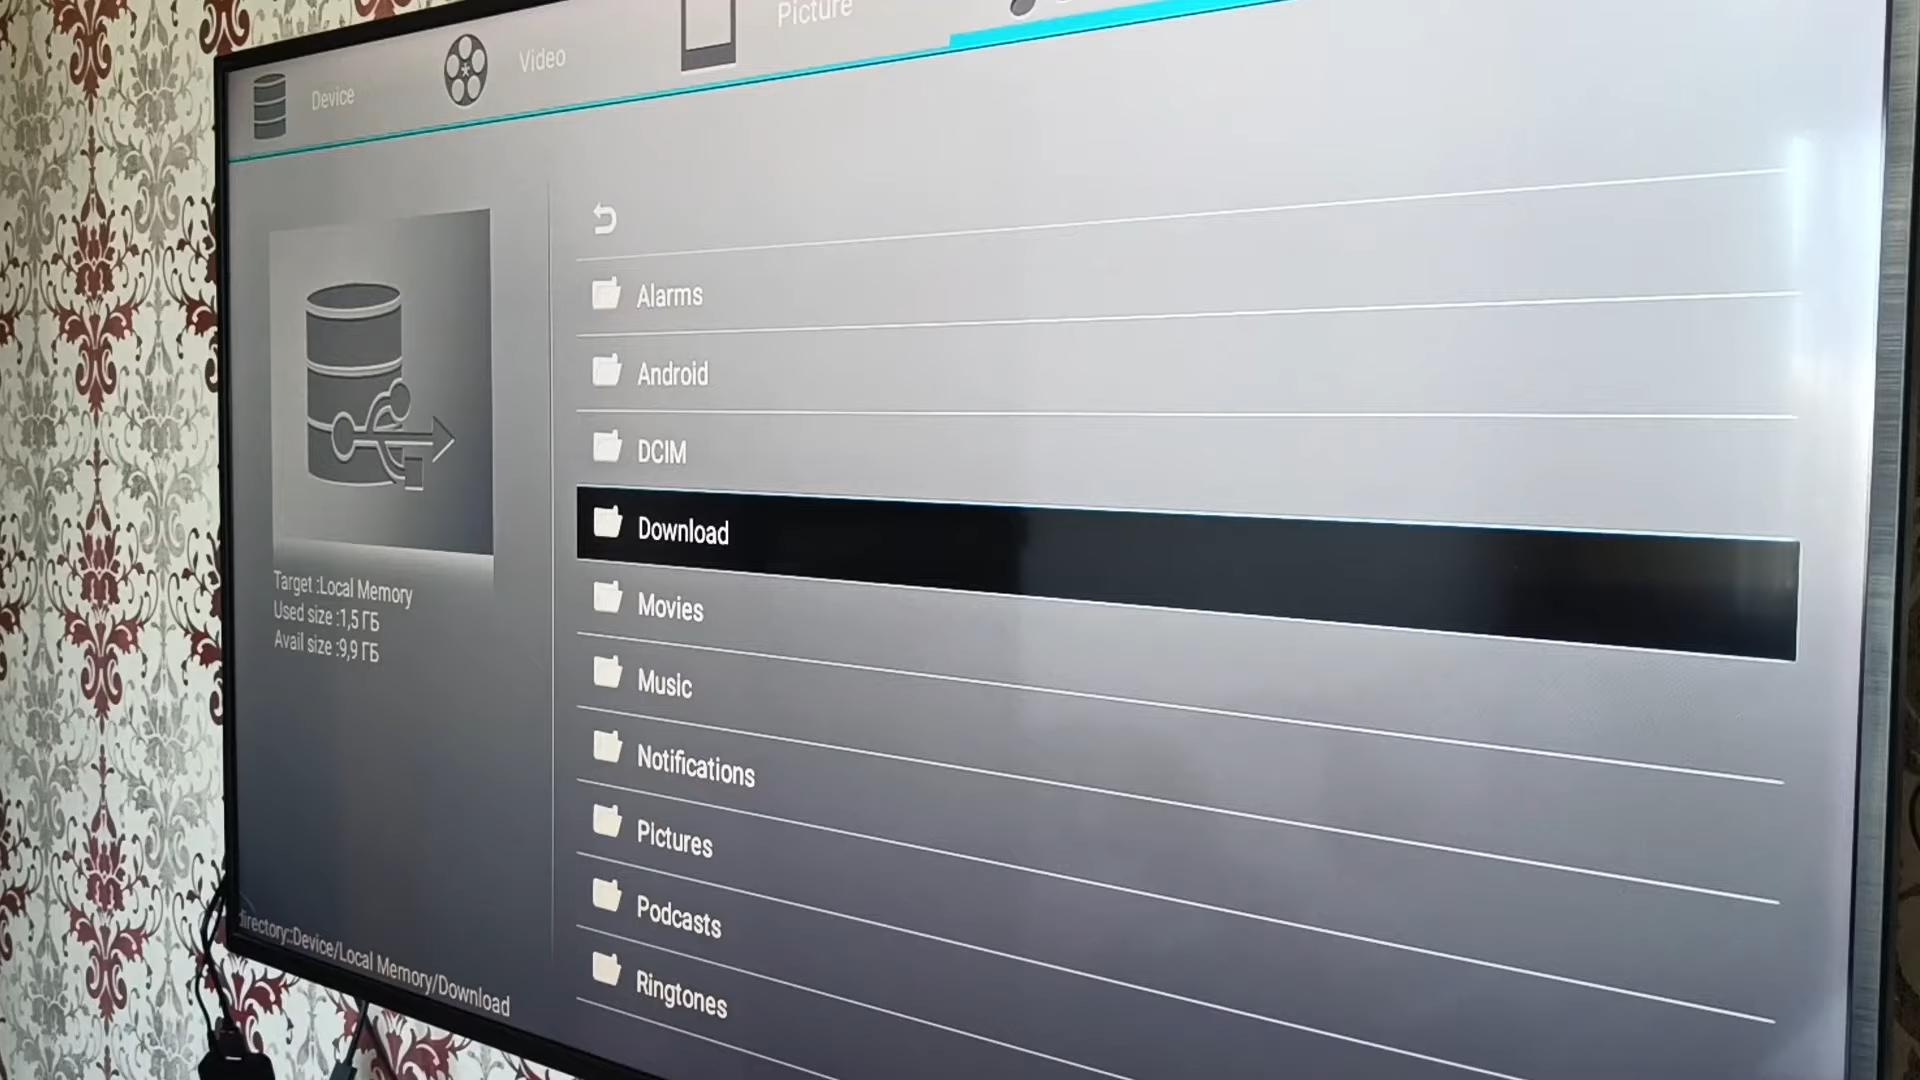 Device
Video
Picture
Alarms
Android
DCIM
Download
Movies
Music
Notifications
Pictures
Podcasts
Ringtones
Target :Local Memory
Used size :1,5 ГБ
Avail size :9,9 ГБ
directory::Device/Local Memory/Download